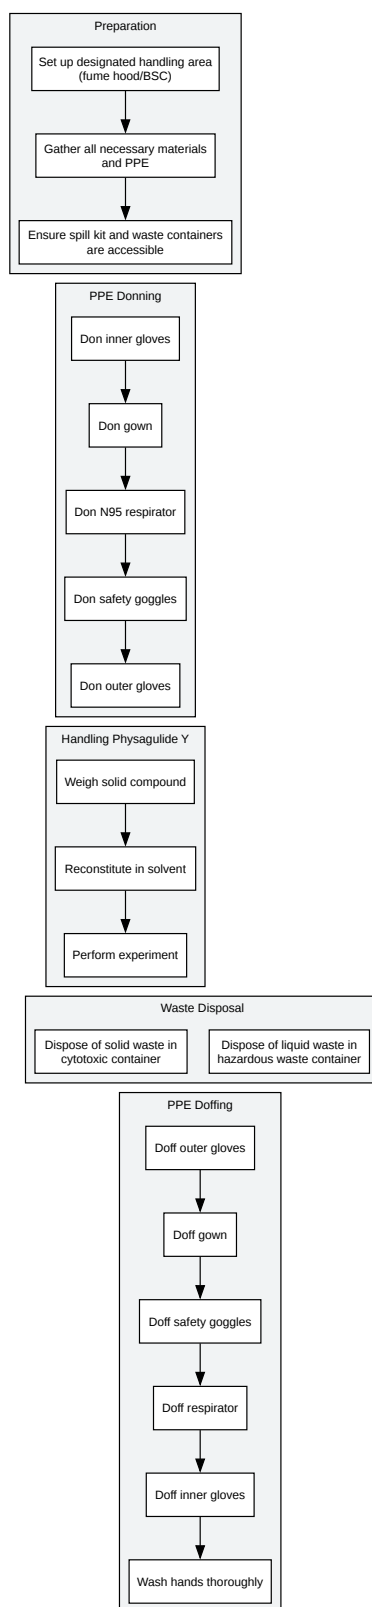 Preparation
Set up designated handling area
(fume hood/BSC)
Gather all necessary materials
and PPE
Ensure spill kit and waste containers
are accessible
PPE Donning
Don inner gloves
Don gown
Don N95 respirator
Don safety goggles
Don outer gloves
Handling Physagulide Y
Weigh solid compound
Reconstitute in solvent
Perform experiment
Waste Disposal
Dispose of solid waste in
cytotoxic container
Dispose of liquid waste in
hazardous waste container
PPE Doffing
Doff outer gloves
Doff gown
Doff safety goggles
Doff respirator
Doff inner gloves
Wash hands thoroughly